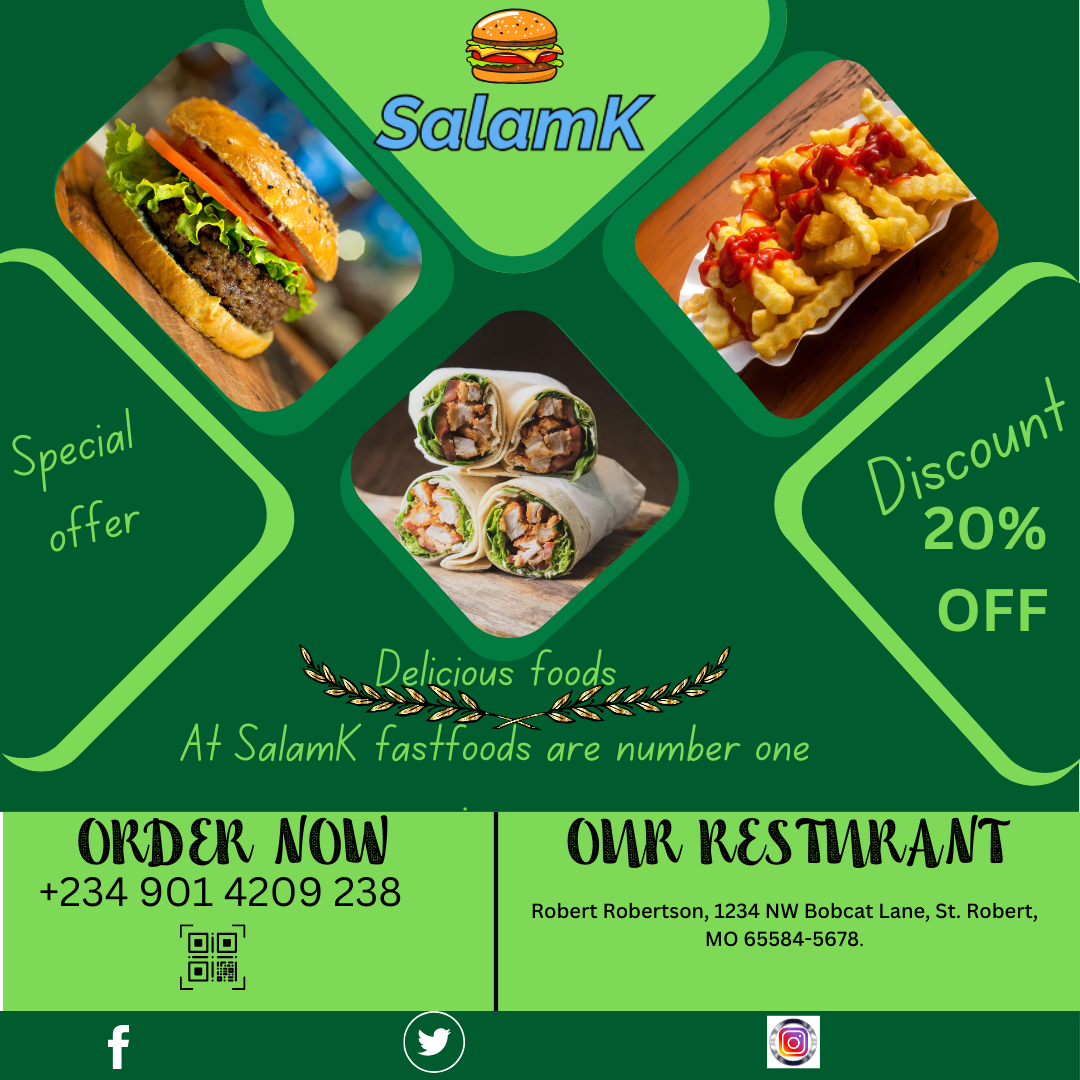 SalamK
Special
offer
Discount
20%
OFF
Delicious foods
At SalamK fastfoods are number one
ORDER NOW
+234 901 4209 238
OUR RESTURANT
Robert Robertson, 1234 NW Bobcat Lane, St. Robert,
MO 65584-5678.